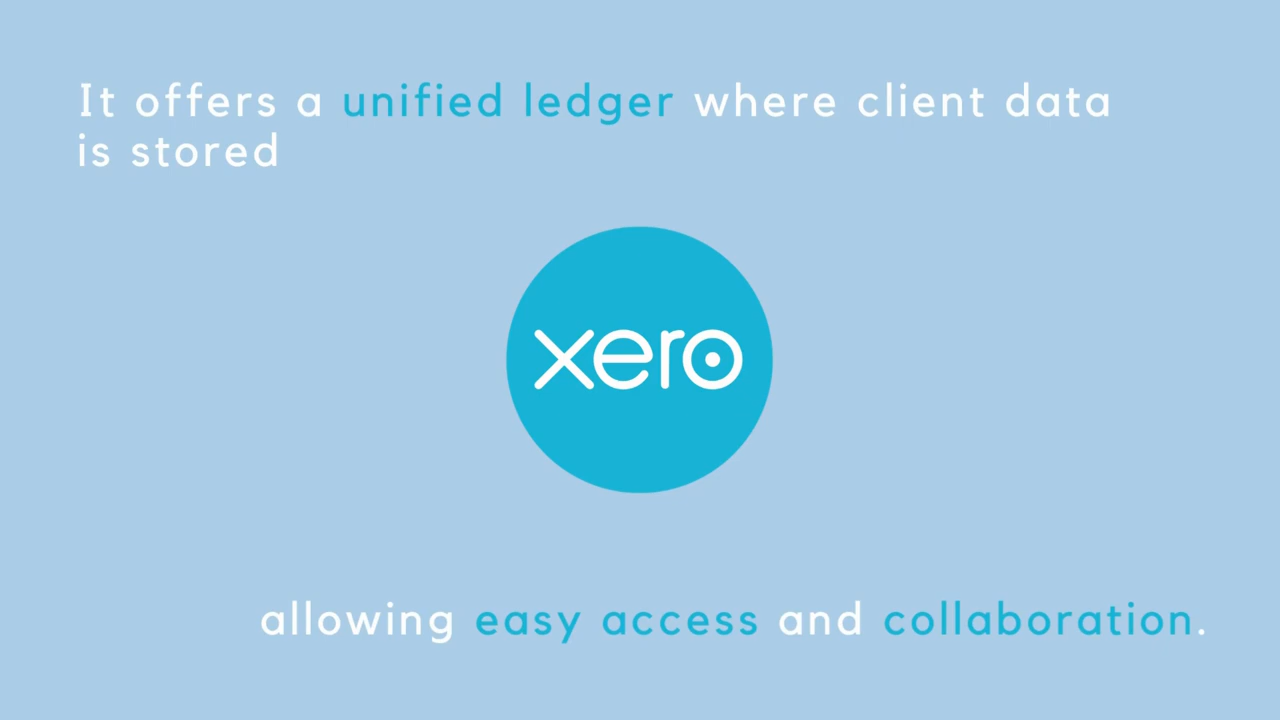 It offers a unified ledger where client data
is stored
xero
allowing easy access and collaboration.